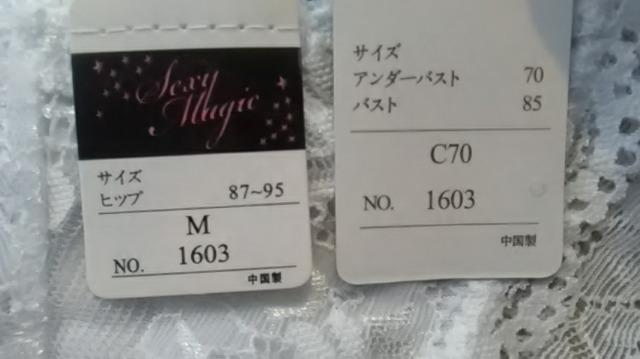 Sexy
Magic
サイズ
ヒップ 87~95
M
NO. 1603
中国製
サイズ
アンダーバスト 70
バスト 85
C70
NO. 1603
中国製